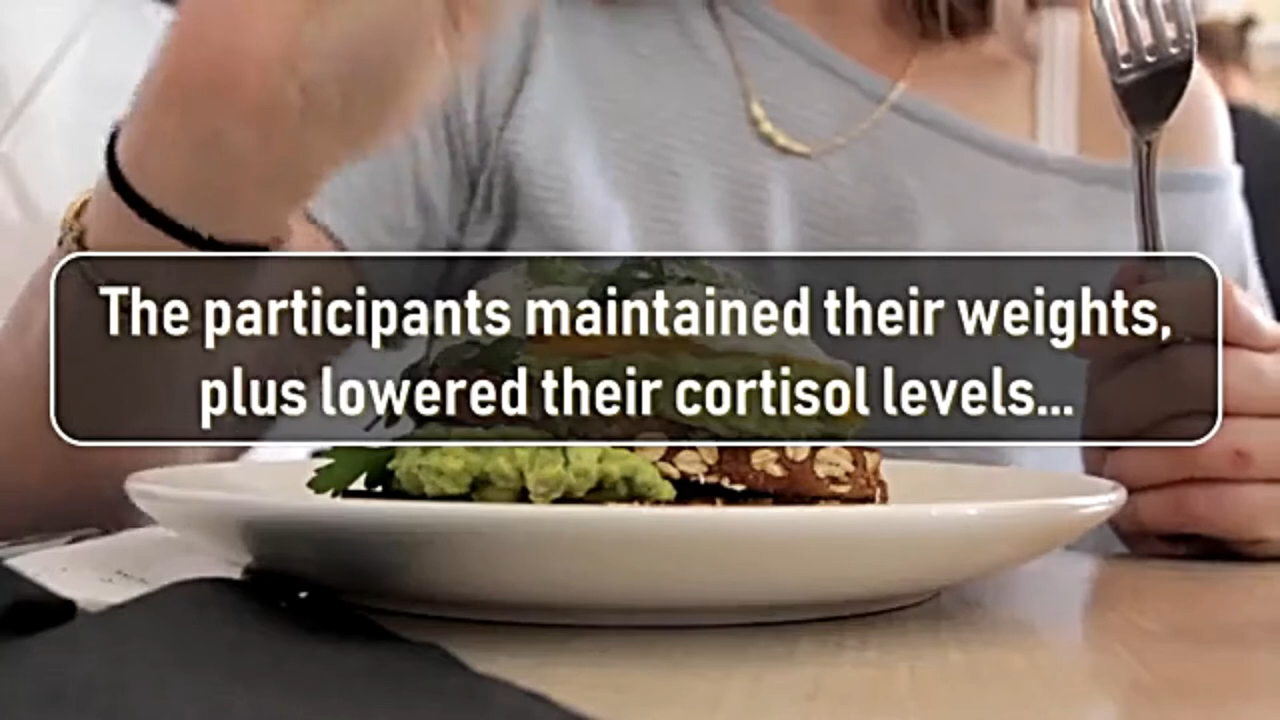 The participants maintained their weights,
plus lowered their cortisol levels...